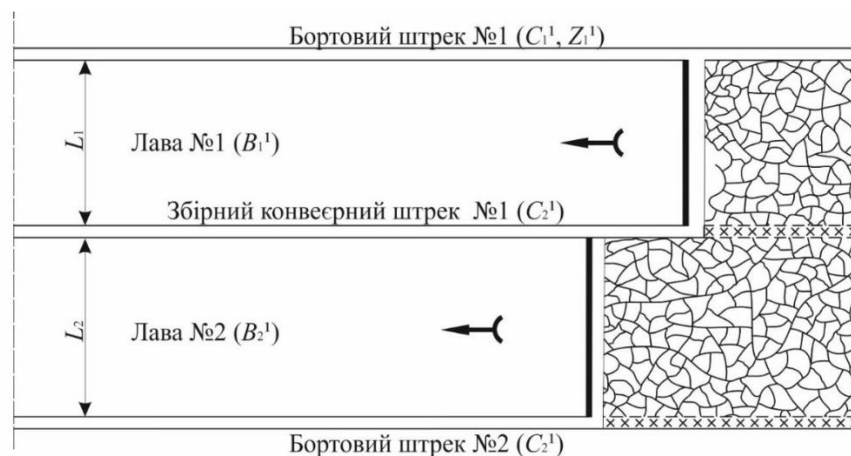 Бортовий штрек №1 (C₁¹, Z₁¹)
L₁
Лава №1 (B₁¹)
Збірний конвеєрний штрек №1 (C₂¹)
L₂
Лава №2 (B₂¹)
Бортовий штрек №2 (C₂¹)